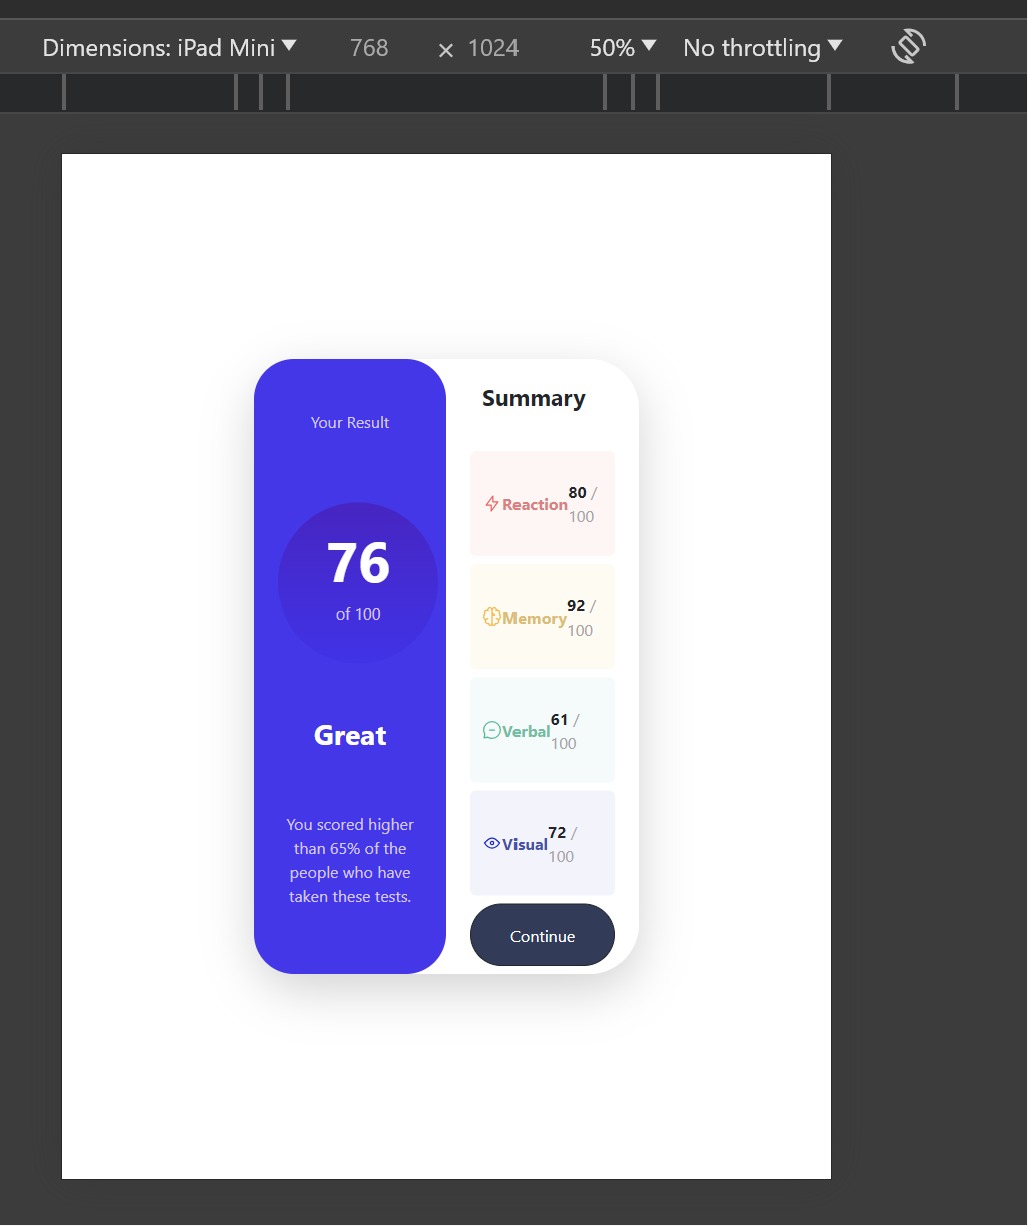 Dimensions: iPad Mini ▼ 768 × 1024 50% ▼ No throttling ▼
Your Result
76
of 100
Great
You scored higher
than 65% of the
people who have
taken these tests.
Summary
Reaction 80 /
100
Memory 92 /
100
Verbal 61 /
100
Visual 72 /
100
Continue